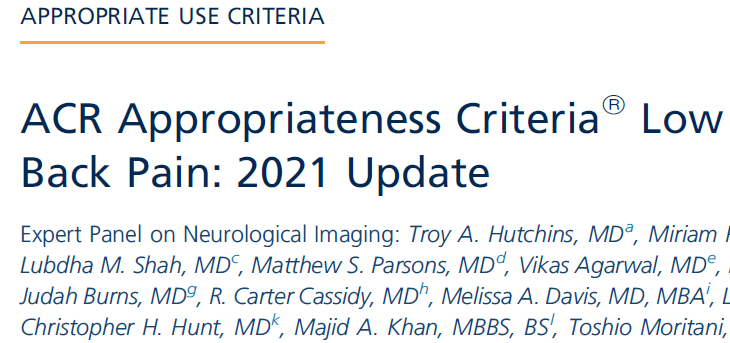 APPROPRIATE USE CRITERIA
ACR Appropriateness Criteria® Low
Back Pain: 2021 Update
Expert Panel on Neurological Imaging: Troy A. Hutchins, MDᵃ, Miriam
Lubdha M. Shah, MDᶜ, Matthew S. Parsons, MDᵈ, Vikas Agarwal, MDᵉ,
Judah Burns, MDᵍ, R. Carter Cassidy, MDʰ, Melissa A. Davis, MD, MBAⁱ, L
Christopher H. Hunt, MDᵏ, Majid A. Khan, MBBS, BSˡ, Toshio Moritani,